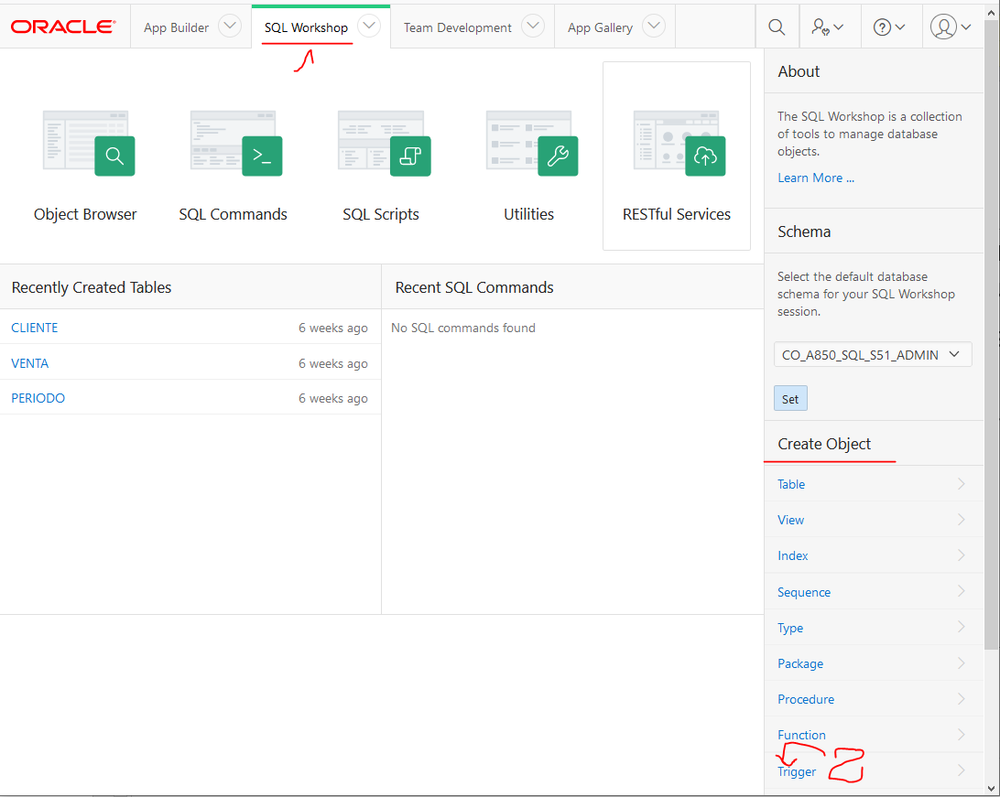 ORACLE® App Builder SQL Workshop Team Development App Gallery
1
Object Browser SQL Commands SQL Scripts Utilities RESTful Services
Recently Created Tables
CLIENTE 6 weeks ago
VENTA 6 weeks ago
PERIODO 6 weeks ago
Recent SQL Commands
No SQL commands found
About
The SQL Workshop is a collection
of tools to manage database
objects.
Learn More ...
Schema
Select the default database
schema for your SQL Workshop
session.
CO_A850_SQL_S51_ADMIN
Set
Create Object
Table
View
Index
Sequence
Type
Package
Procedure
Function
Trigger 2